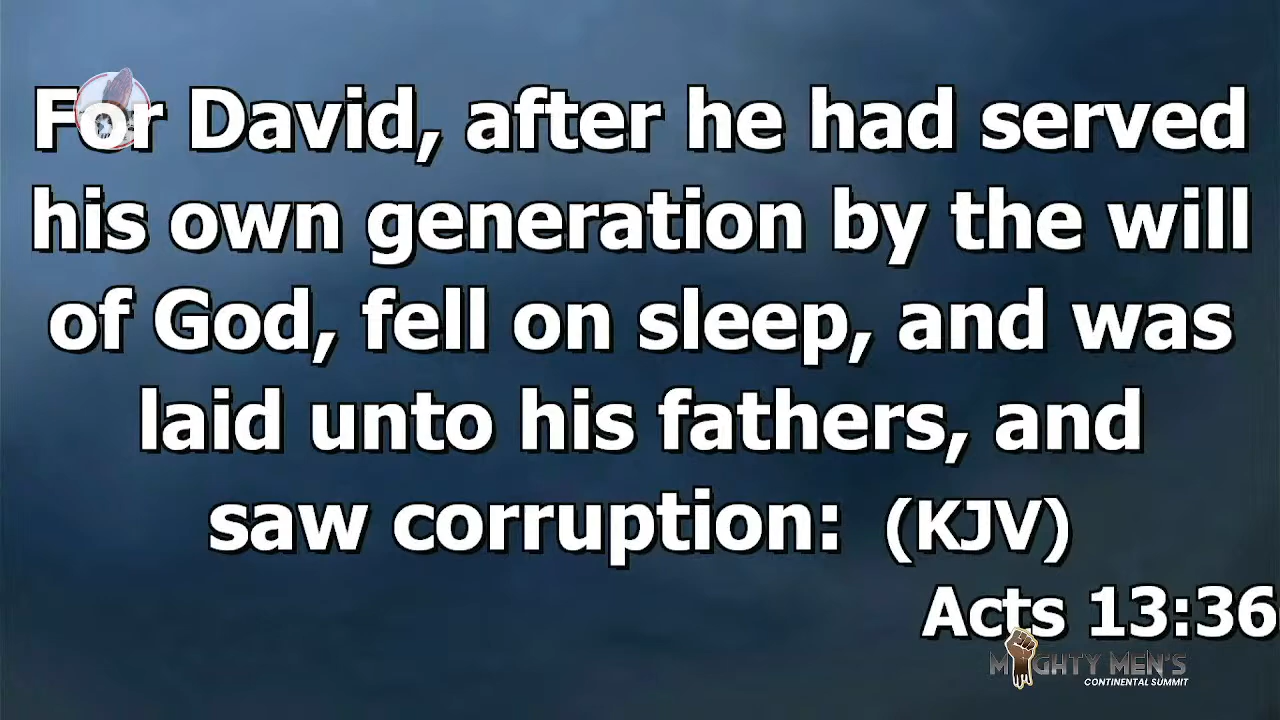 For David, after he had served
his own generation by the will
of God, fell on sleep, and was
laid unto his fathers, and
saw corruption: (KJV)
Acts 13:36
MIGHTY MEN'S
CONTINENTAL SUMMIT